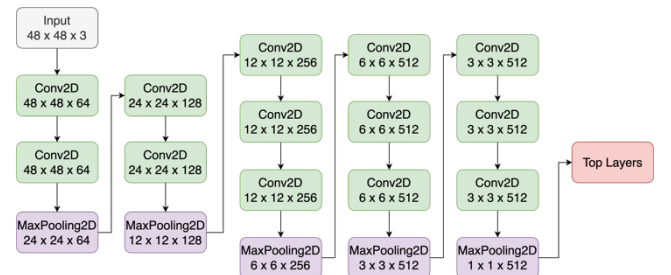 Input
48 x 48 x 3
Conv2D
48 x 48 x 64
Conv2D
48 x 48 x 64
MaxPooling2D
24 x 24 x 64
Conv2D
24 x 24 x 128
Conv2D
24 x 24 x 128
MaxPooling2D
12 x 12 x 128
Conv2D
12 x 12 x 256
Conv2D
12 x 12 x 256
Conv2D
12 x 12 x 256
MaxPooling2D
6 x 6 x 256
Conv2D
6 x 6 x 512
Conv2D
6 x 6 x 512
Conv2D
6 x 6 x 512
MaxPooling2D
3 x 3 x 512
Conv2D
3 x 3 x 512
Conv2D
3 x 3 x 512
Conv2D
3 x 3 x 512
MaxPooling2D
1 x 1 x 512
Top Layers